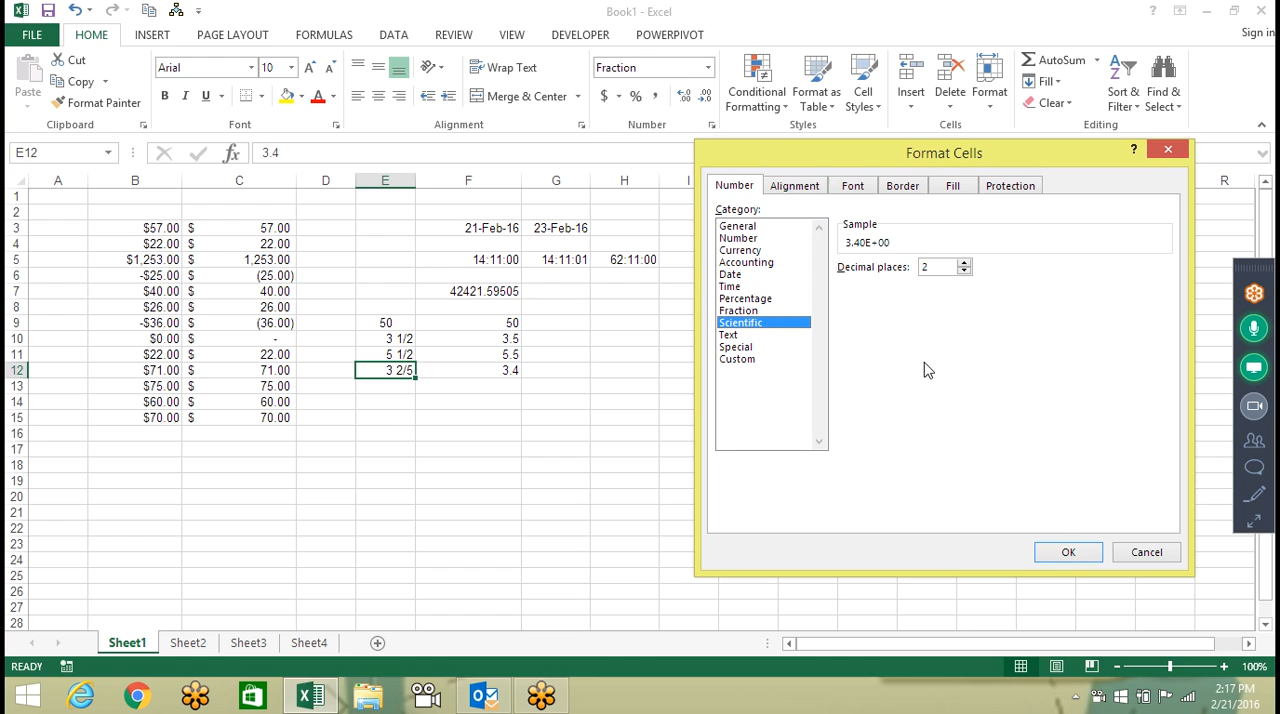 Book1 - Excel
?
FILE
HOME
INSERT
PAGE LAYOUT
FORMULAS
DATA
REVIEW
VIEW
DEVELOPER
POWERPIVOT
Sign in
Paste
Cut
Copy
Format Painter
Clipboard
Arial
10
B I U
Font
Wrap Text
Merge & Center
Alignment
Fraction
$ % ,
Number
Conditional
Formatting
Format as
Table
Cell
Styles
Styles
Insert
Delete
Format
Cells
AutoSum
Fill
Clear
Sort &
Filter
Find &
Select
Editing
E12
fx
3.4
A B C D E F G H I R
1
2
3 $57.00 $ 57.00 21-Feb-16 23-Feb-16
4 $22.00 $ 22.00
5 $1,253.00 $ 1,253.00 14:11:00 14:11:01 62:11:00
6 -$25.00 $ (25.00)
7 $40.00 $ 40.00 42421.59505
8 $26.00 $ 26.00
9 -$36.00 $ (36.00) 50 50
10 $0.00 $ - 3 1/2 3.5
11 $22.00 $ 22.00 5 1/2 5.5
12 $71.00 $ 71.00 3 2/5 3.4
13 $75.00 $ 75.00
14 $60.00 $ 60.00
15 $70.00 $ 70.00
16
17
18
19
20
21
22
23
24
25
26
27
28
Format Cells
?
Number
Alignment
Font
Border
Fill
Protection
Category:
General
Number
Currency
Accounting
Date
Time
Percentage
Fraction
Scientific
Text
Special
Custom
Sample
3.40E+00
Decimal places: 2
OK
Cancel
Sheet1
Sheet2
Sheet3
Sheet4
READY
100%
2:17 PM
2/21/2016